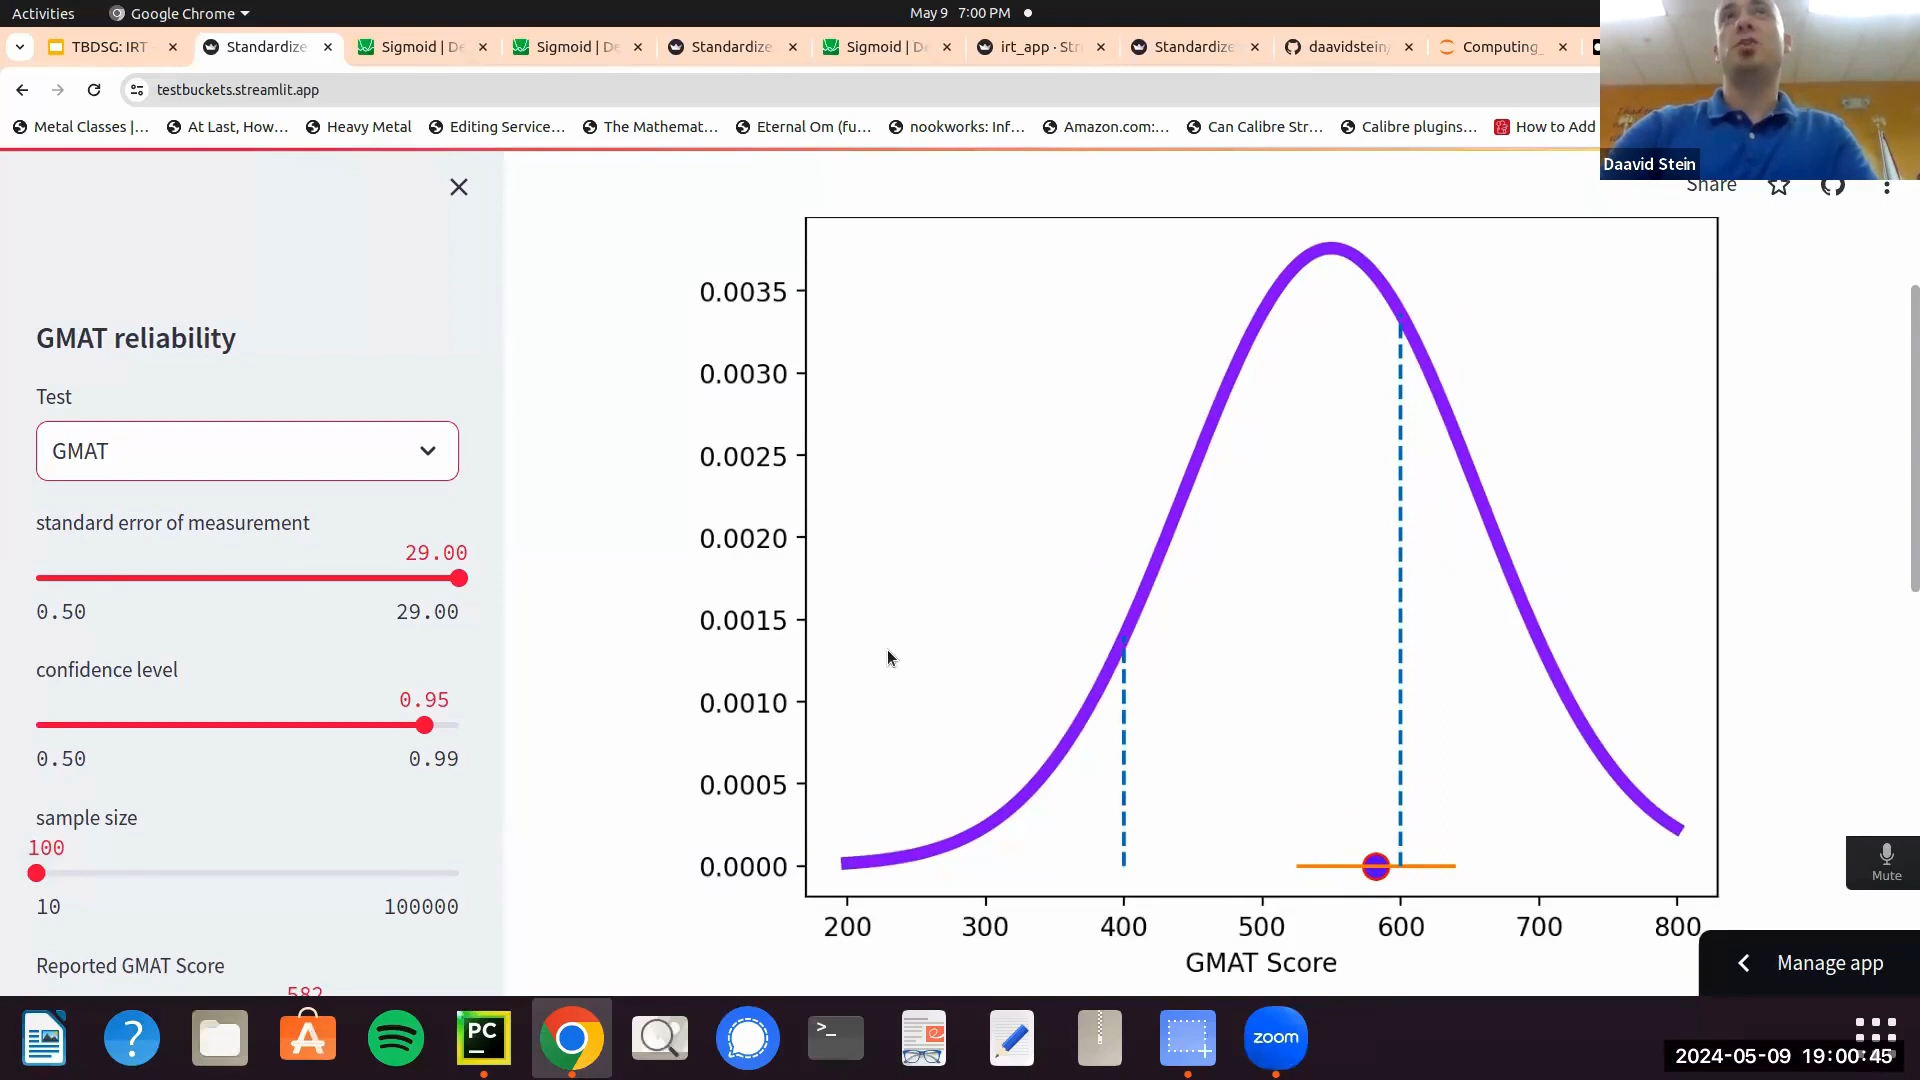 Activities
Google Chrome
May 9 7:00 PM
TBDSG: IRT
Standardize
Sigmoid | De
Sigmoid | D
Standardize
Sigmoid | De
irt_app · Str
Standardize
daavidstein/
Computing_
testbuckets.streamlit.app
Metal Classes |...
At Last, How...
Heavy Metal
Editing Service...
The Mathemat...
Eternal Om (fu...
nookworks: Inf...
Amazon.com:...
Can Calibre Str...
Calibre plugins...
How to Add
Daavid Stein
Share
GMAT reliability
Test
GMAT
standard error of measurement
29.00
0.50
29.00
confidence level
0.95
0.50
0.99
sample size
100
10
100000
Reported GMAT Score
582
0.0035
0.0030
0.0025
0.0020
0.0015
0.0010
0.0005
0.0000
200
300
400
500
600
700
800
GMAT Score
Mute
Manage app
PC
zoom
2024-05-09 19:00:45